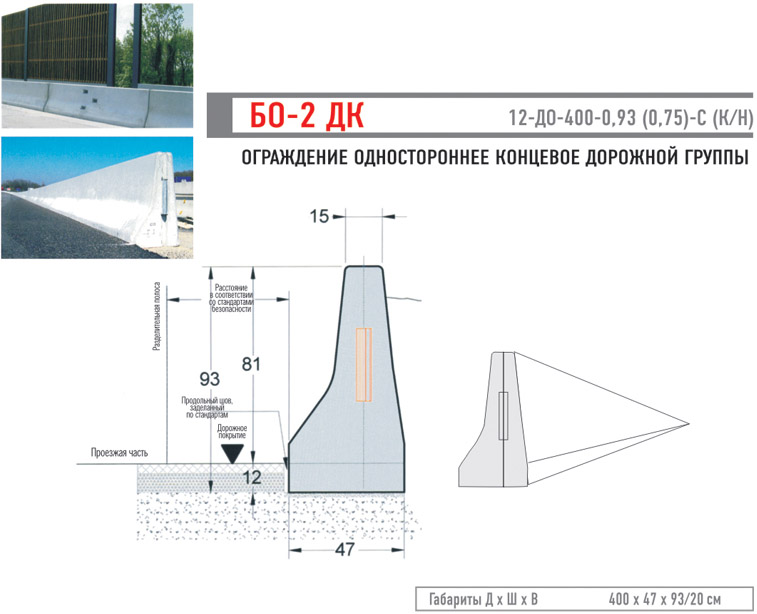 БО-2 ДК
12-ДО-400-0,93 (0,75)-С (К/Н)
ОГРАЖДЕНИЕ ОДНОСТОРОННЕЕ КОНЦЕВОЕ ДОРОЖНОЙ ГРУППЫ
15
Разделительная полоса
Расстояние
в соответствии
со стандартами
безопасности
93
81
Продольный шов,
заделанный
по стандартам
Дорожное
покрытие
Проезжая часть
12
47
Габариты Д х Ш х В
400 х 47 х 93/20 см